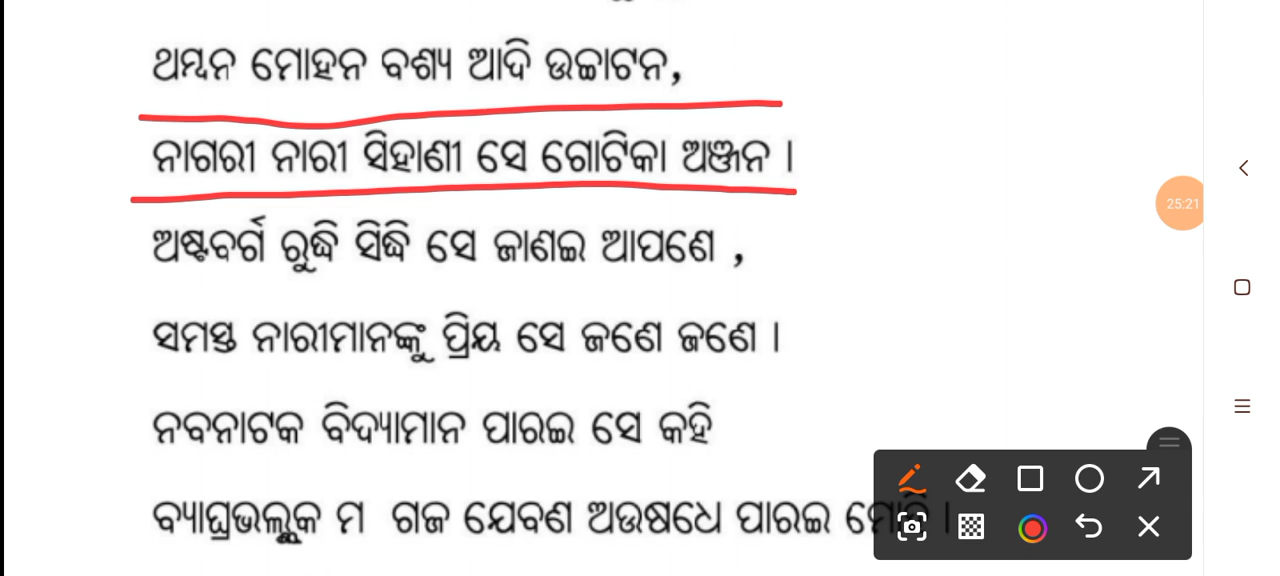 ଥମ୍ଭନ ମୋହନ ବଶ୍ୟ ଆଦି ଉଚ୍ଚାଟନ,
ନାଗରୀ ନାରୀ ସିହାଣୀ ସେ ଗୋଟିକା ଅଞ୍ଜନ ।
25:21
ଅଷ୍ଟବର୍ଗ ରୁଦ୍ଧି ସିଦ୍ଧି ସେ ଜାଣଇ ଆପଣେ ,
ସମସ୍ତ ନାରୀମାନଙ୍କୁ ପ୍ରିୟ ସେ ଜଣେ ଜଣେ ।
ନବନାଟକ ବିଦ୍ୟାମାନ ପାରଇ ସେ କହି
ବ୍ୟାଘ୍ରଭଲ୍ଲୁକ ମ ଗଜ ଯେବଣ ଅଉଷଧେ ପାରଇ ।